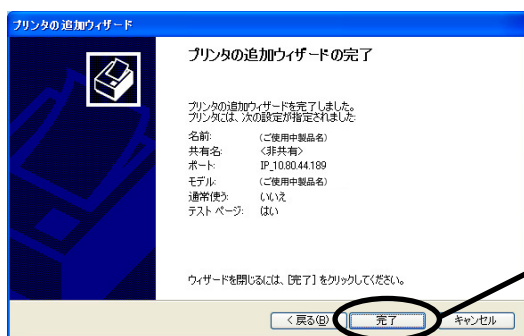 プリンタの追加ウィザード
プリンタの追加ウィザードの完了
プリンタの追加ウィザードを完了しました。
プリンタには、次の設定が指定されました:
名前: (ご使用中製品名)
共有名: <非共有>
ポート: IP_10.80.44.189
モデル: (ご使用中製品名)
通常使う: いいえ
テスト ページ: はい
ウィザードを閉じるには、[完了] をクリックしてください。
< 戻る(B) 完了 キャンセル